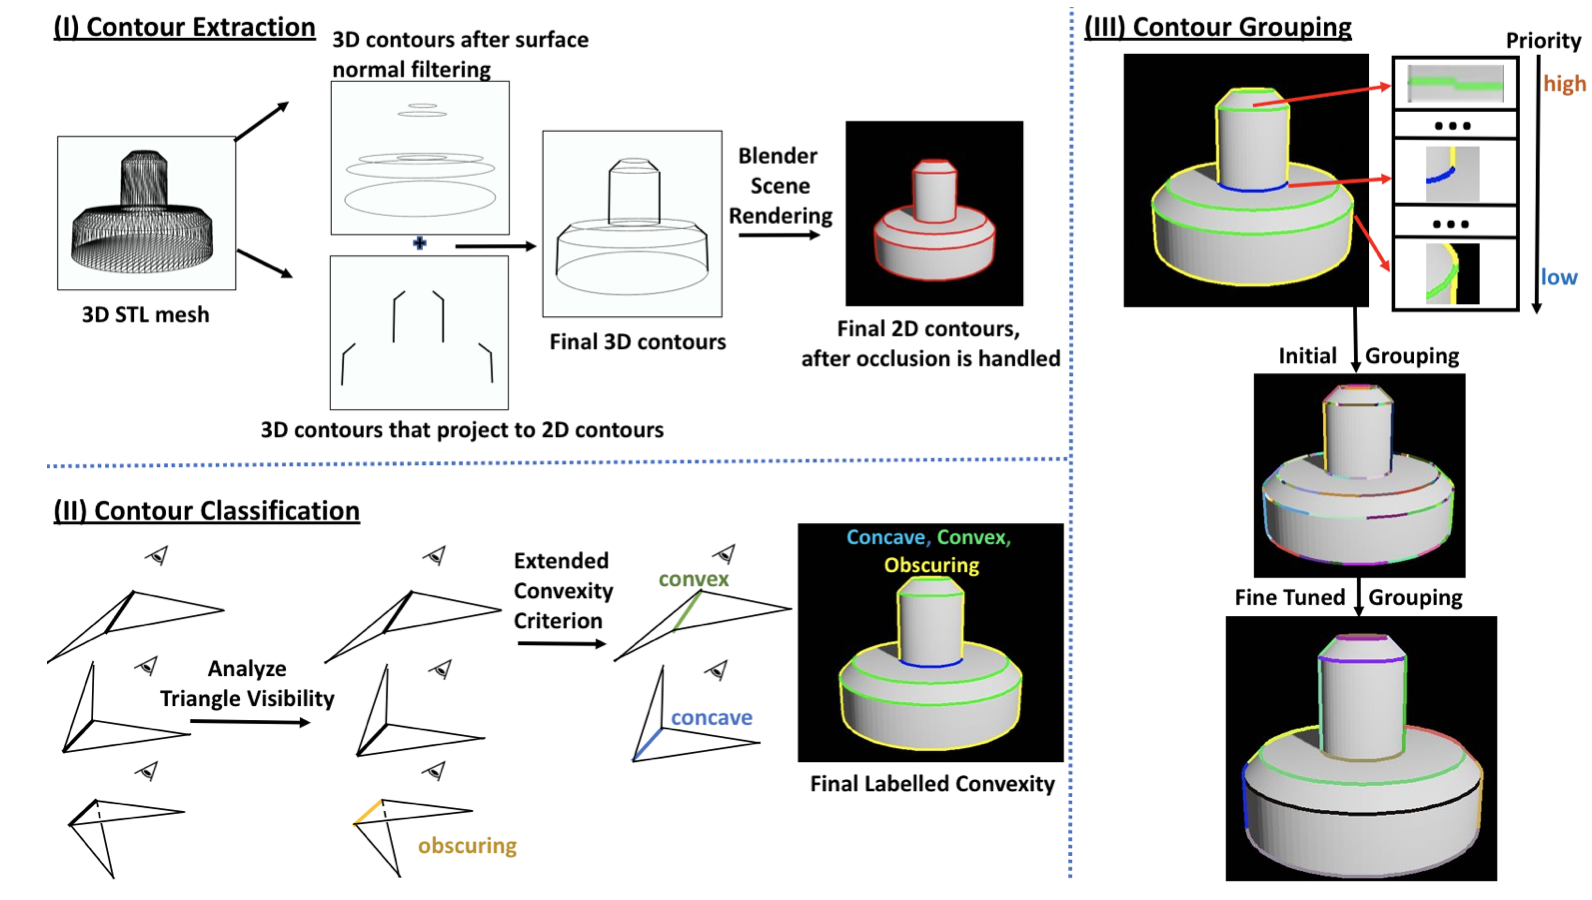 (I) Contour Extraction
3D contours after surface
normal filtering
3D STL mesh
3D contours that project to 2D contours
Final 3D contours
Blender
Scene
Rendering
Final 2D contours,
after occlusion is handled
(II) Contour Classification
Analyze
Triangle Visibility
obscuring
Extended
Convexity
Criterion
convex
concave
Concave, Convex,
Obscuring
Final Labelled Convexity
(III) Contour Grouping
Priority
high
low
Initial Grouping
Fine Tuned Grouping